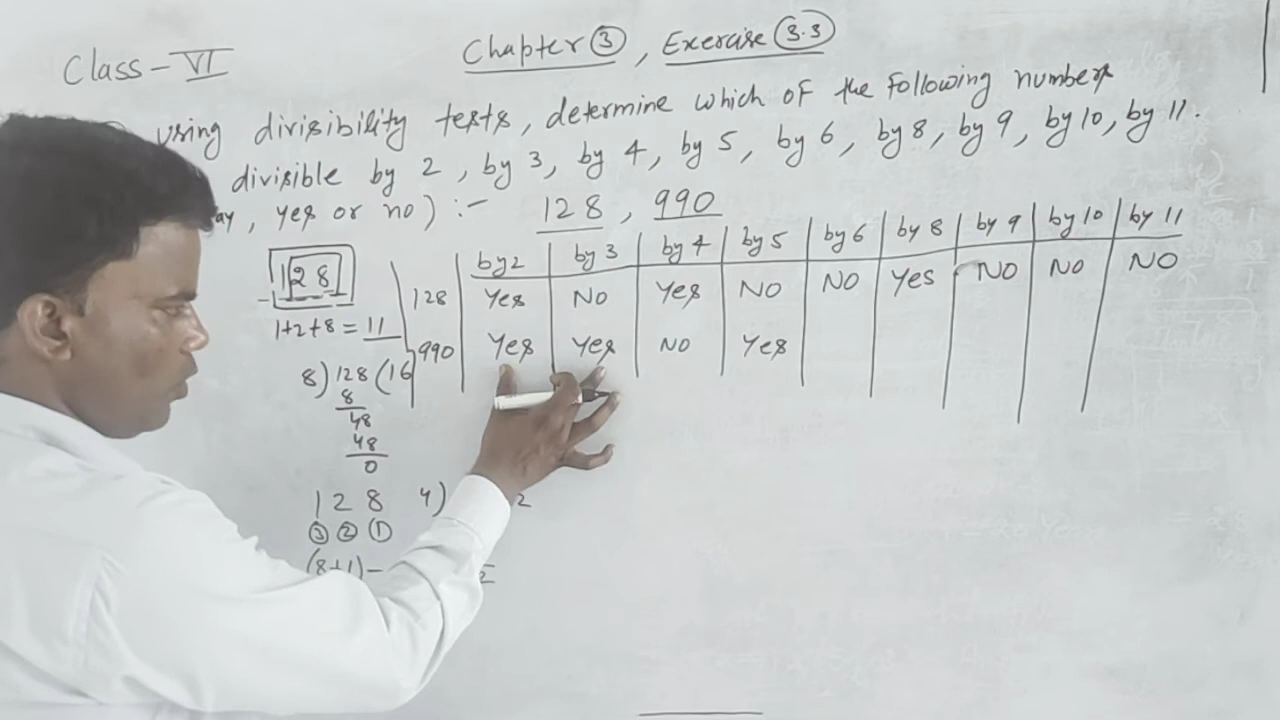 Class - VI
Chapter 3, Exercise 3.3
using divisibility tests, determine which of the following numbers
divisible by 2, by 3, by 4, by 5, by 6, by 8, by 9, by 10, by 11.
ay, yes or no) :- 128, 990
by 2 by 3 by 4 by 5 by 6 by 8 by 9 by 10 by 11
128 Yes No Yes No No Yes No No No
990 Yes Yes No Yes
128
1+2+8 = 11
8) 128 (16
8
48
48
0
1 2 8 4) 2
3 2 1
(8+1) -